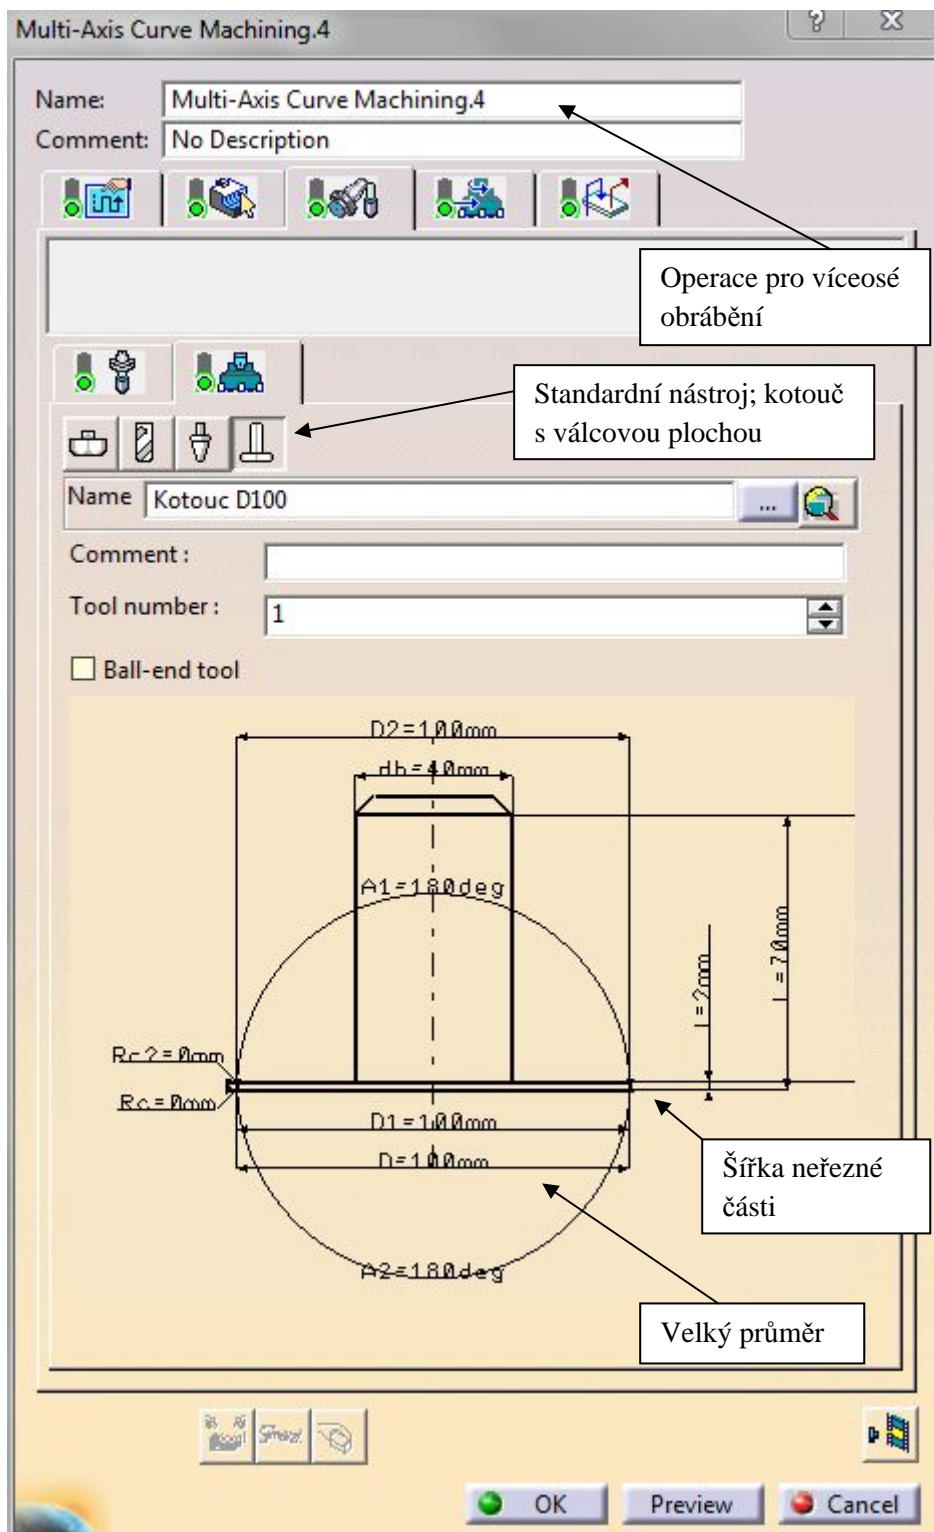 Multi-Axis Curve Machining.4
Name: Multi-Axis Curve Machining.4
Comment: No Description
Operace pro víceosé
obrábění
Standardní nástroj; kotouč
s válcovou plochou
Name Kotouc D100 ...
Comment :
Tool number : 1
Ball-end tool
D2=100mm
db=40mm
A1=180deg
l=2mm
L=70mm
Rc2=0mm
Rc=0mm
D1=100mm
D=100mm
Šířka neřezné
části
A2=180deg
Velký průměr
OK Preview Cancel